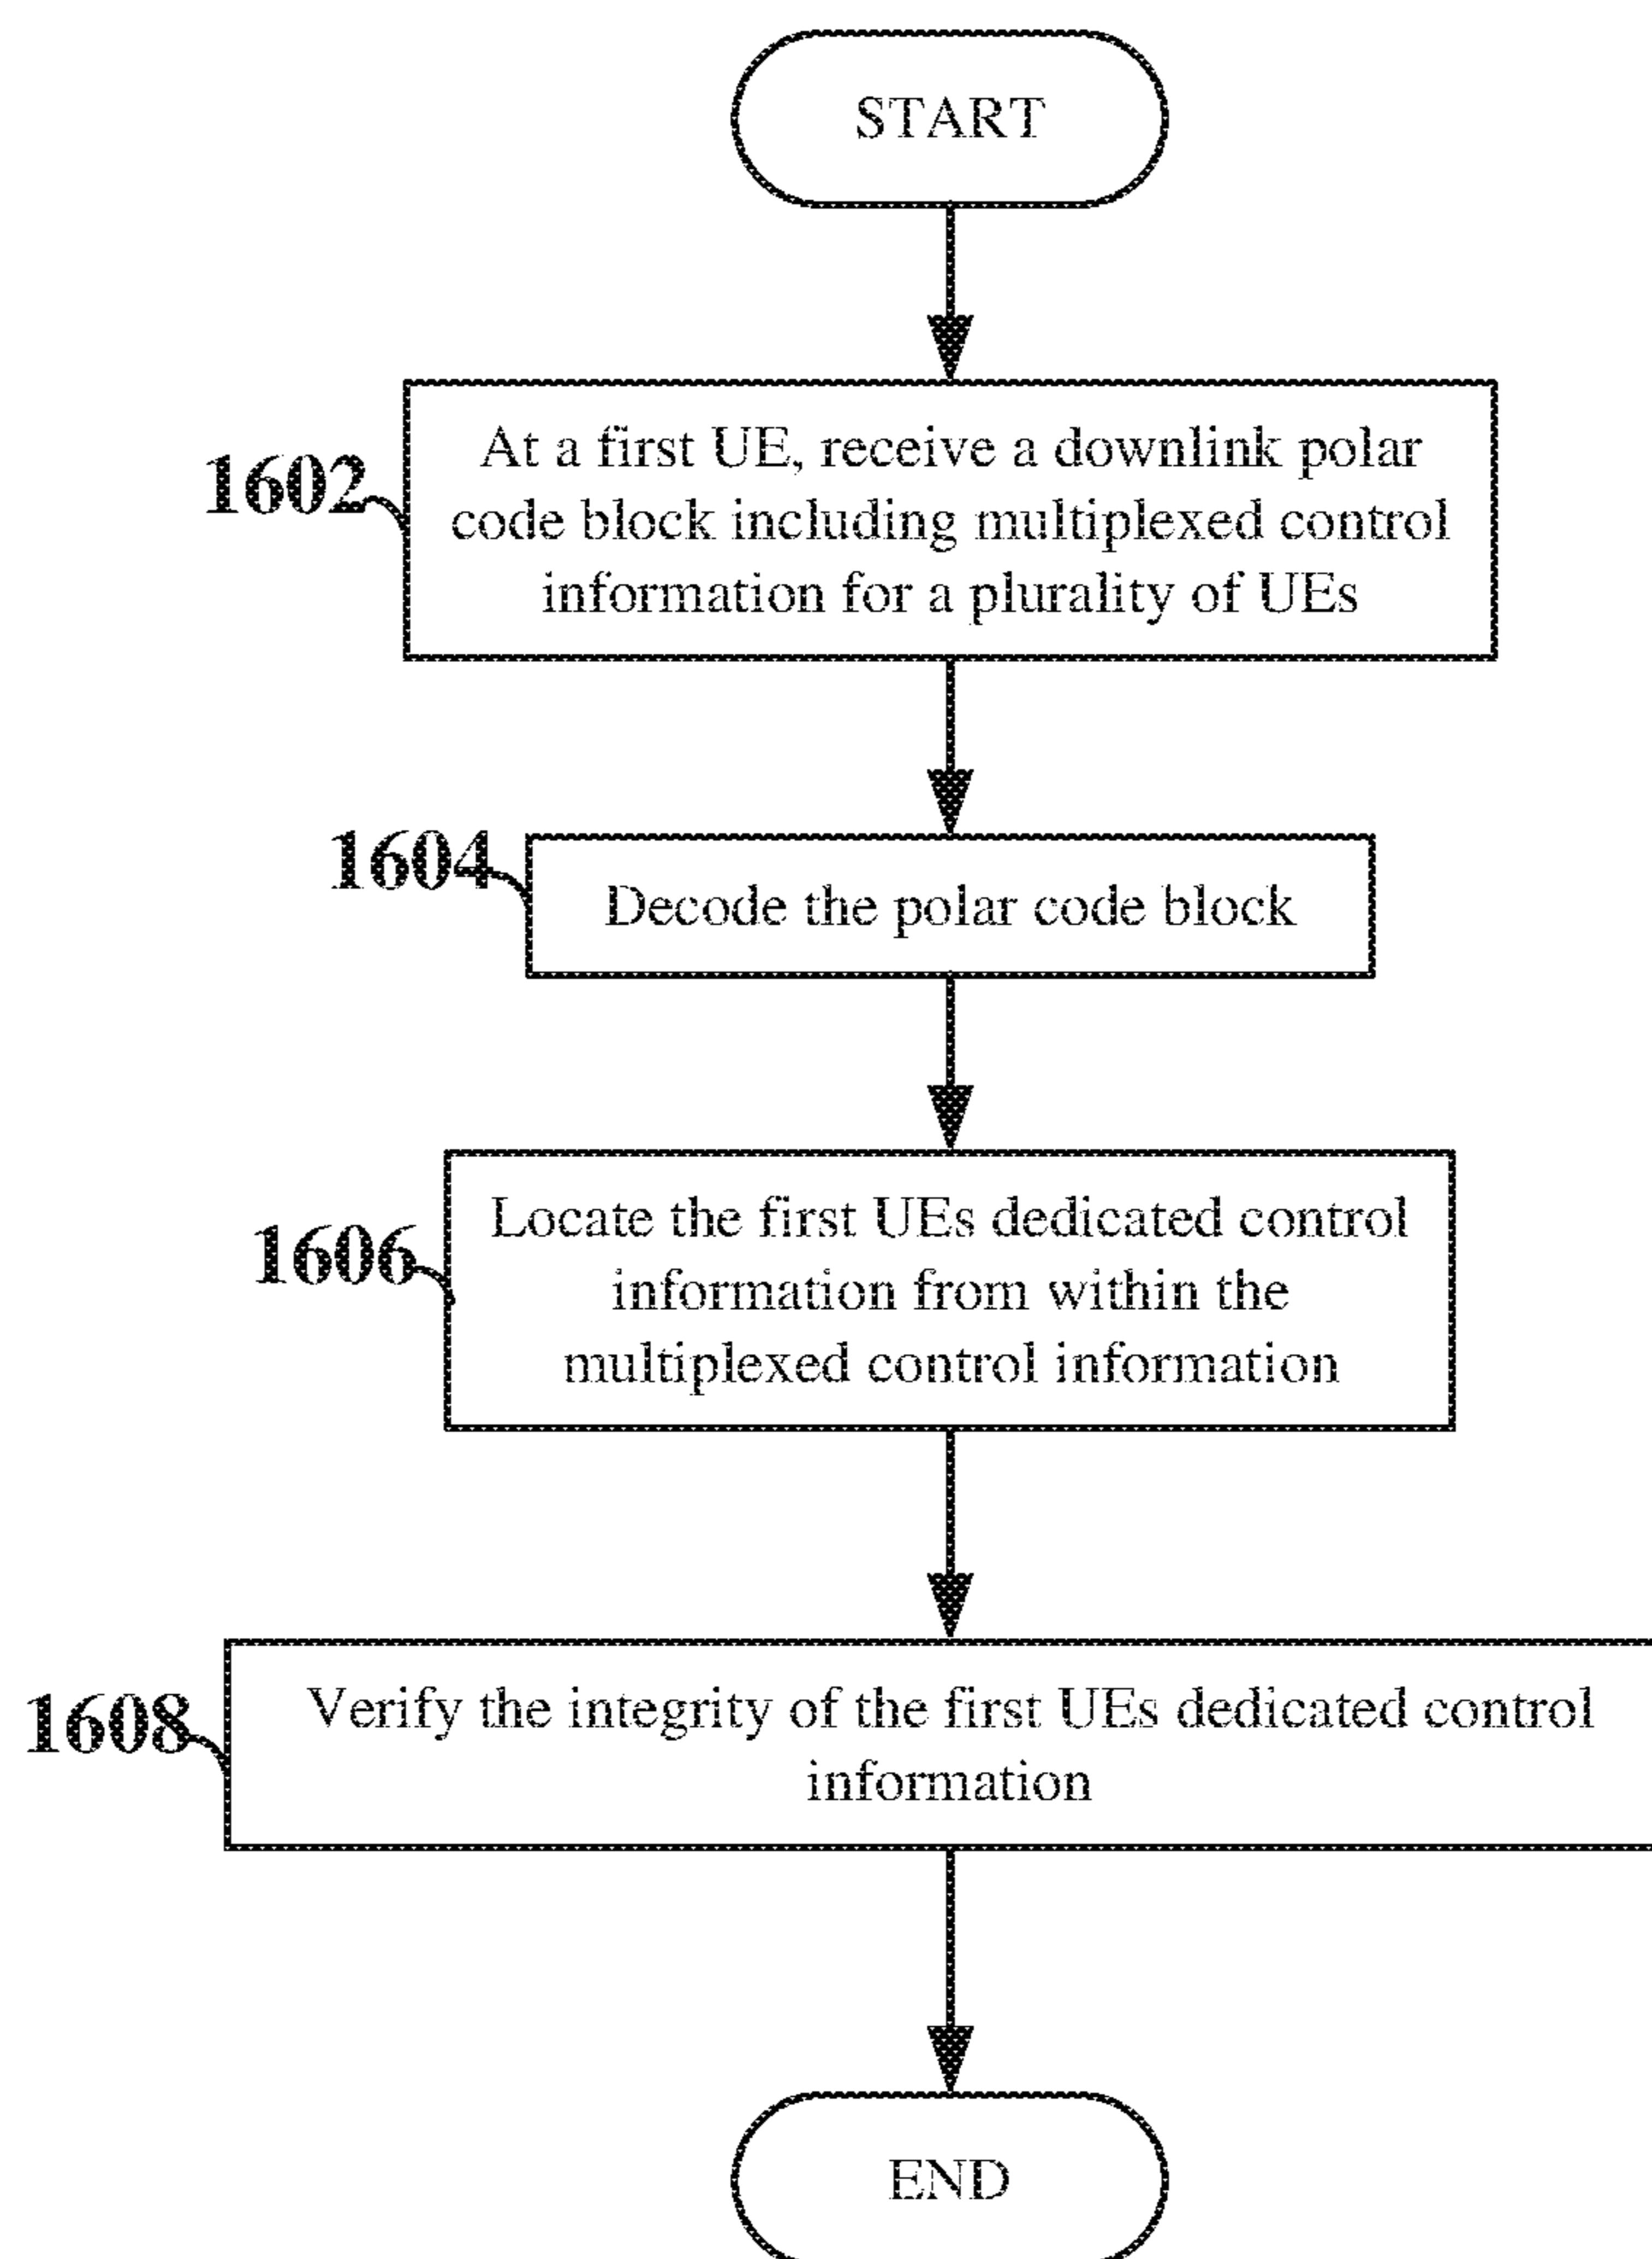 START
1602
At a first UE, receive a downlink polar
code block including multiplexed control
information for a plurality of UEs
1604
Decode the polar code block
1606
Locate the first UEs dedicated control
information from within the
multiplexed control information
1608
Verify the integrity of the first UEs dedicated control
information
END